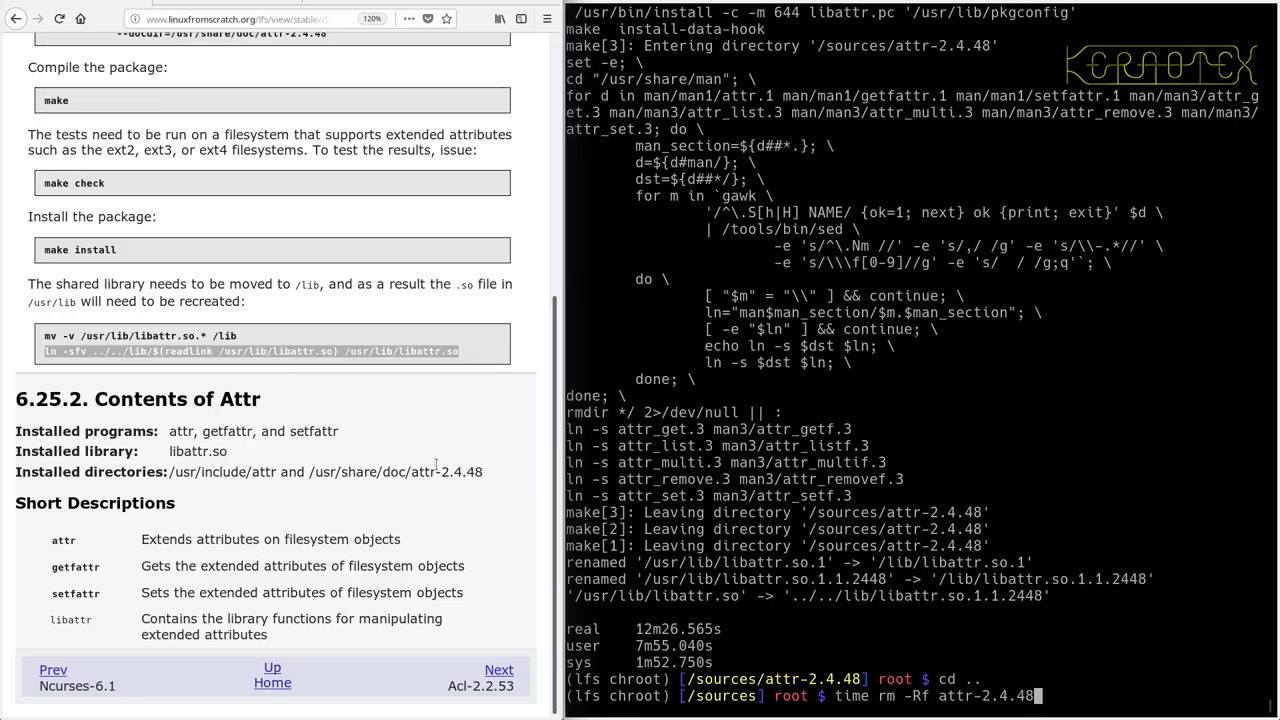 www.linuxfromscratch.org/lfs/view/stable/ch
120%
--docdir=/usr/share/doc/attr-2.4.48
Compile the package:
make
The tests need to be run on a filesystem that supports extended attributes
such as the ext2, ext3, or ext4 filesystems. To test the results, issue:
make check
Install the package:
make install
The shared library needs to be moved to /lib, and as a result the .so file in
/usr/lib will need to be recreated:
mv -v /usr/lib/libattr.so.* /lib
ln -sfv ../../lib/$(readlink /usr/lib/libattr.so) /usr/lib/libattr.so
6.25.2. Contents of Attr
Installed programs: attr, getfattr, and setfattr
Installed library: libattr.so
Installed directories: /usr/include/attr and /usr/share/doc/attr-2.4.48
Short Descriptions
attr Extends attributes on filesystem objects
getfattr Gets the extended attributes of filesystem objects
setfattr Sets the extended attributes of filesystem objects
libattr Contains the library functions for manipulating
extended attributes
Prev Up Next
Ncurses-6.1 Home Acl-2.2.53
/usr/bin/install -c -m 644 libattr.pc '/usr/lib/pkgconfig'
make  install-data-hook
make[3]: Entering directory '/sources/attr-2.4.48'
set -e; \
cd "/usr/share/man"; \
for d in man/man1/attr.1 man/man1/getfattr.1 man/man1/setfattr.1 man/man3/attr_g
et.3 man/man3/attr_list.3 man/man3/attr_multi.3 man/man3/attr_remove.3 man/man3/
attr_set.3; do \
man_section=${d##*.}; \
d=${d#man/}; \
dst=${d##*/}; \
for m in `gawk \
'/^\.S[h|H] NAME/ {ok=1; next} ok {print; exit}' $d \
| /tools/bin/sed \
-e 's/^\.Nm //' -e 's/,/ /g' -e 's/\\-.*//' \
-e 's/\\\f[0-9]//g' -e 's/  / /g;q'`; \
do \
[ "$m" = "\\" ] && continue; \
ln="man$man_section/$m.$man_section"; \
[ -e "$ln" ] && continue; \
echo ln -s $dst $ln; \
ln -s $dst $ln; \
done; \
done; \
rmdir */ 2>/dev/null || :
ln -s attr_get.3 man3/attr_getf.3
ln -s attr_list.3 man3/attr_listf.3
ln -s attr_multi.3 man3/attr_multif.3
ln -s attr_remove.3 man3/attr_removef.3
ln -s attr_set.3 man3/attr_setf.3
make[3]: Leaving directory '/sources/attr-2.4.48'
make[2]: Leaving directory '/sources/attr-2.4.48'
make[1]: Leaving directory '/sources/attr-2.4.48'
renamed '/usr/lib/libattr.so.1' -> '/lib/libattr.so.1'
renamed '/usr/lib/libattr.so.1.1.2448' -> '/lib/libattr.so.1.1.2448'
'/usr/lib/libattr.so' -> '../../lib/libattr.so.1.1.2448'
real 12m26.565s
user 7m55.040s
sys 1m52.750s
(lfs chroot) [/sources/attr-2.4.48] root $ cd ..
(lfs chroot) [/sources] root $ time rm -Rf attr-2.4.48